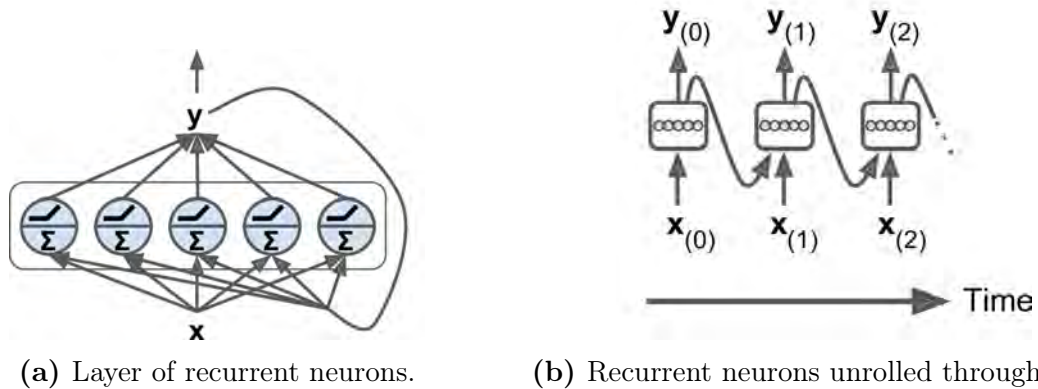 y
Σ Σ Σ Σ Σ
x
y(0) y(1) y(2)
x(0) x(1) x(2)
Time
(a) Layer of recurrent neurons.
(b) Recurrent neurons unrolled through